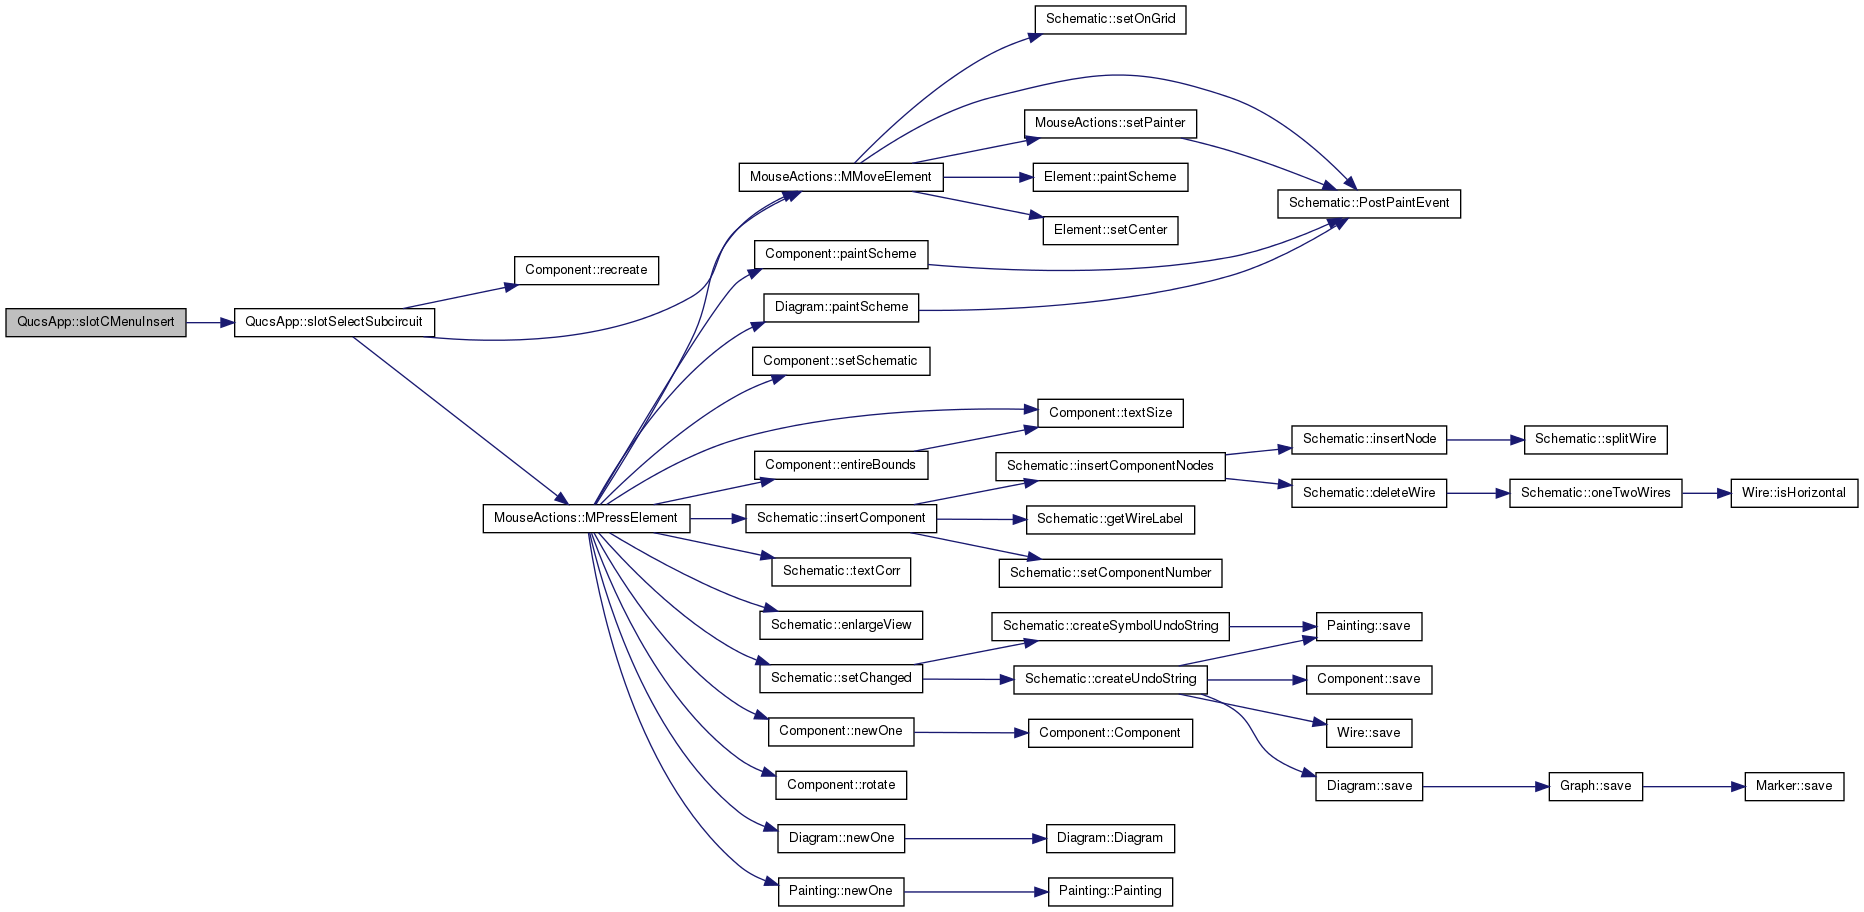 QucsApp::slotCMenuInsert
QucsApp::slotSelectSubcircuit
Component::recreate
MouseActions::MPressElement
MouseActions::MMoveElement
Component::paintScheme
Diagram::paintScheme
Component::setSchematic
Component::entireBounds
Schematic::insertComponent
Schematic::textCorr
Schematic::enlargeView
Schematic::setChanged
Component::newOne
Component::rotate
Diagram::newOne
Painting::newOne
Schematic::setOnGrid
MouseActions::setPainter
Element::paintScheme
Element::setCenter
Component::textSize
Schematic::insertComponentNodes
Schematic::getWireLabel
Schematic::setComponentNumber
Schematic::createSymbolUndoString
Schematic::createUndoString
Component::Component
Diagram::Diagram
Painting::Painting
Schematic::PostPaintEvent
Schematic::insertNode
Schematic::deleteWire
Painting::save
Component::save
Wire::save
Diagram::save
Schematic::splitWire
Schematic::oneTwoWires
Graph::save
Wire::isHorizontal
Marker::save